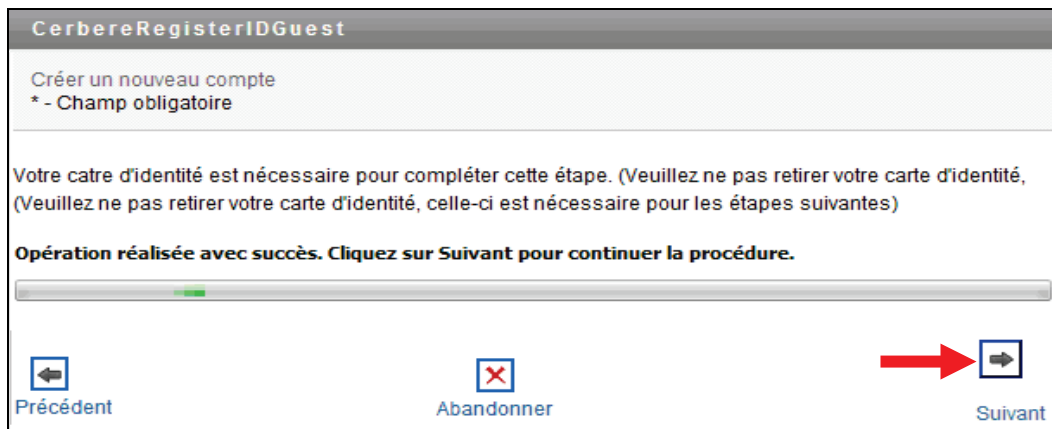 CerbereRegisterIDGuest
Créer un nouveau compte
* - Champ obligatoire
Votre catre d'identité est nécessaire pour compléter cette étape. (Veuillez ne pas retirer votre carte d'identité,
(Veuillez ne pas retirer votre carte d'identité, celle-ci est nécessaire pour les étapes suivantes)
Opération réalisée avec succès. Cliquez sur Suivant pour continuer la procédure.
Précédent
Abandonner
Suivant